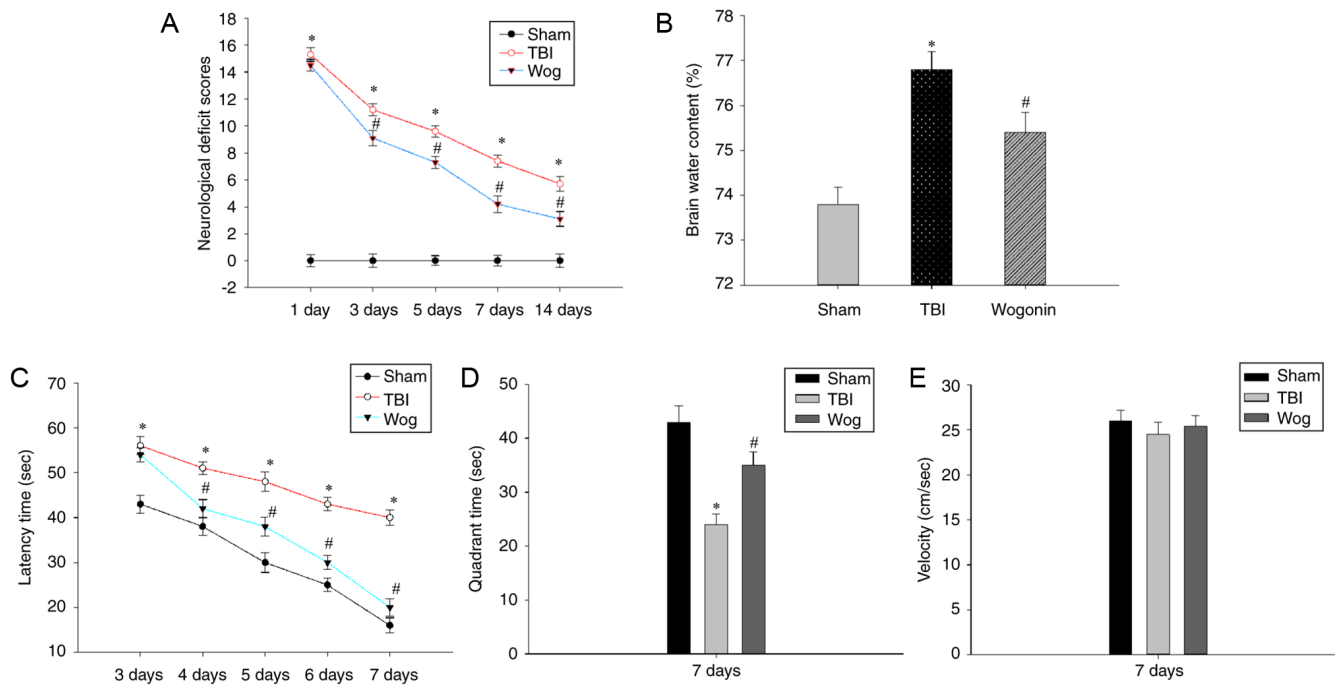 A
Neurological deficit scores
18
16
14
12
10
8
6
4
2
0
-2
1 day 3 days 5 days 7 days 14 days
Sham
TBI
Wog
* * * * *
# # # #
B
Brain water content (%)
78
77
76
75
74
73
72
*
#
Sham TBI Wogonin
C
Latency time (sec)
70
60
50
40
30
20
10
3 days 4 days 5 days 6 days 7 days
Sham
TBI
Wog
* * * * *
# # # #
D
Quadrant time (sec)
50
40
30
20
10
0
7 days
Sham
TBI
Wog
*
#
E
Velocity (cm/sec)
30
25
20
15
10
5
0
7 days
Sham
TBI
Wog